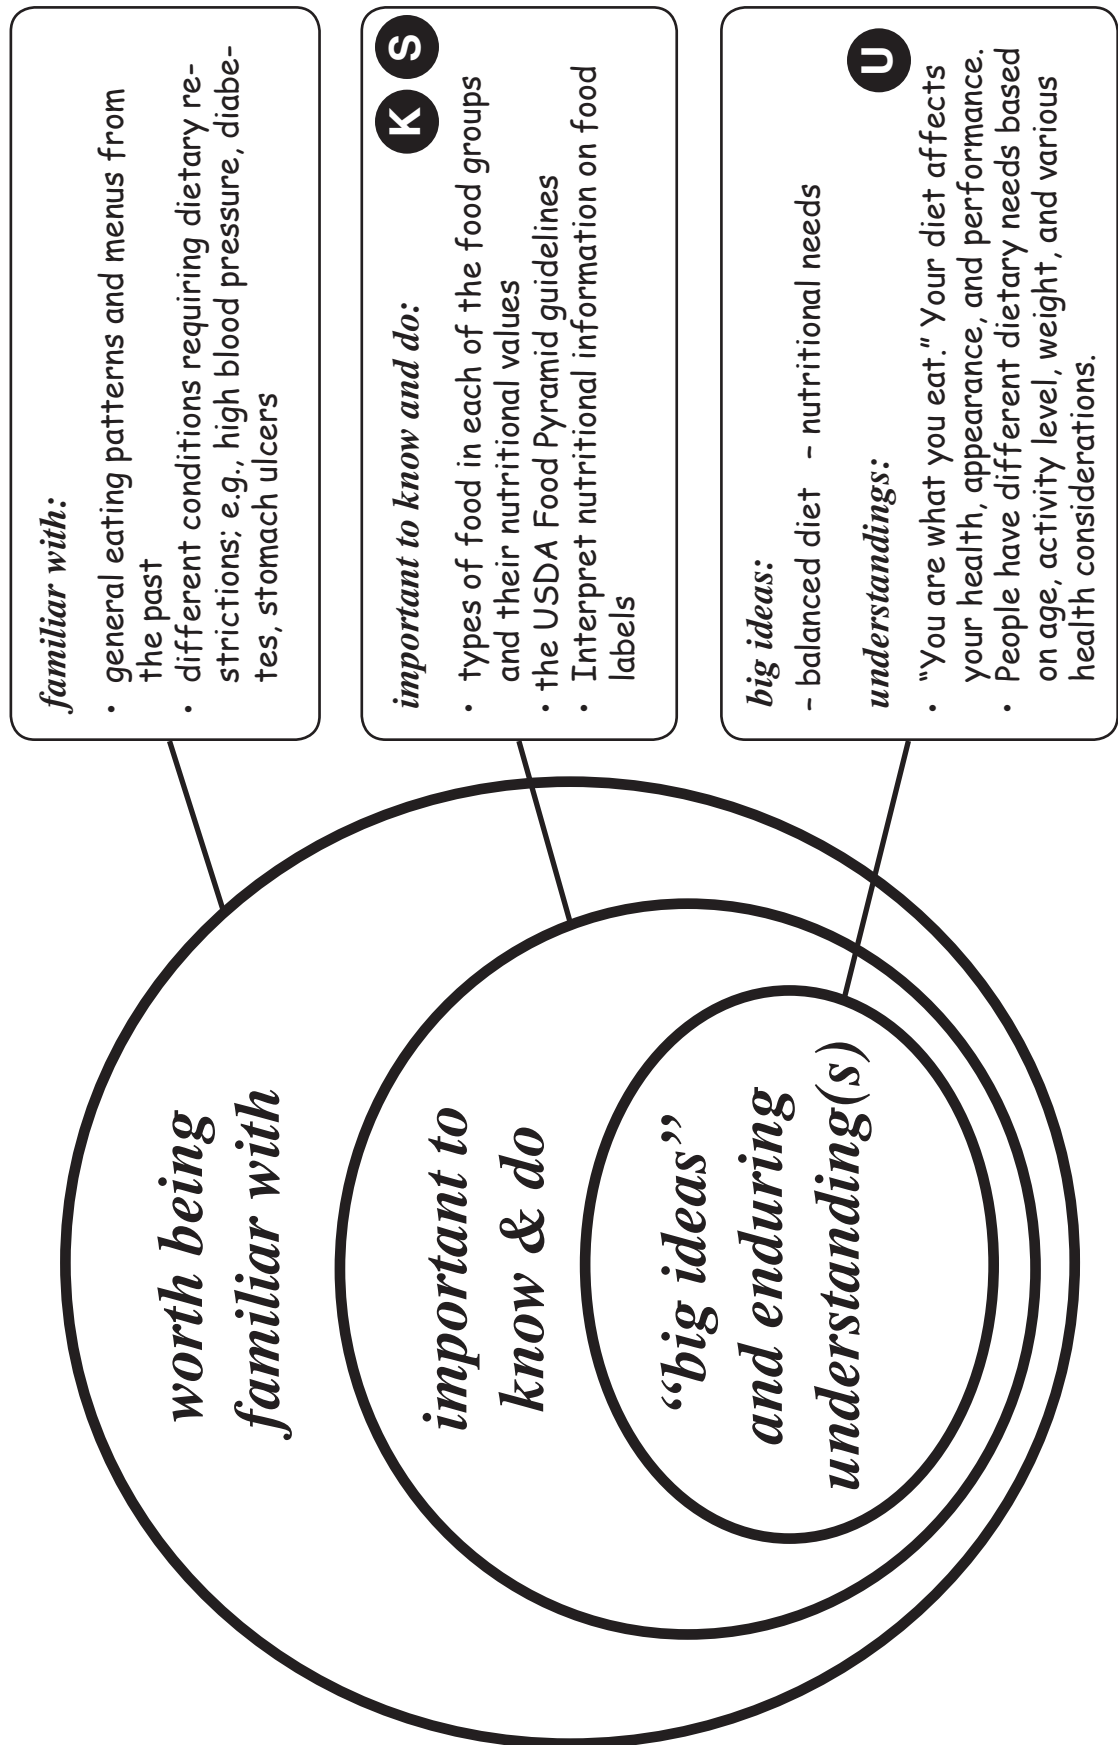 worth being
familiar with
important to
know & do
“big ideas”
and enduring
understanding(s)
familiar with:
• general eating patterns and menus from
the past
• different conditions requiring dietary re-
strictions; e.g., high blood pressure, diabe-
tes, stomach ulcers
K S
important to know and do:
• types of food in each of the food groups
and their nutritional values
• the USDA Food Pyramid guidelines
• Interpret nutritional information on food
labels
big ideas:
- balanced diet - nutritional needs
U
understandings:
• “You are what you eat.” Your diet affects
your health, appearance, and performance.
• People have different dietary needs based
on age, activity level, weight, and various
health considerations.